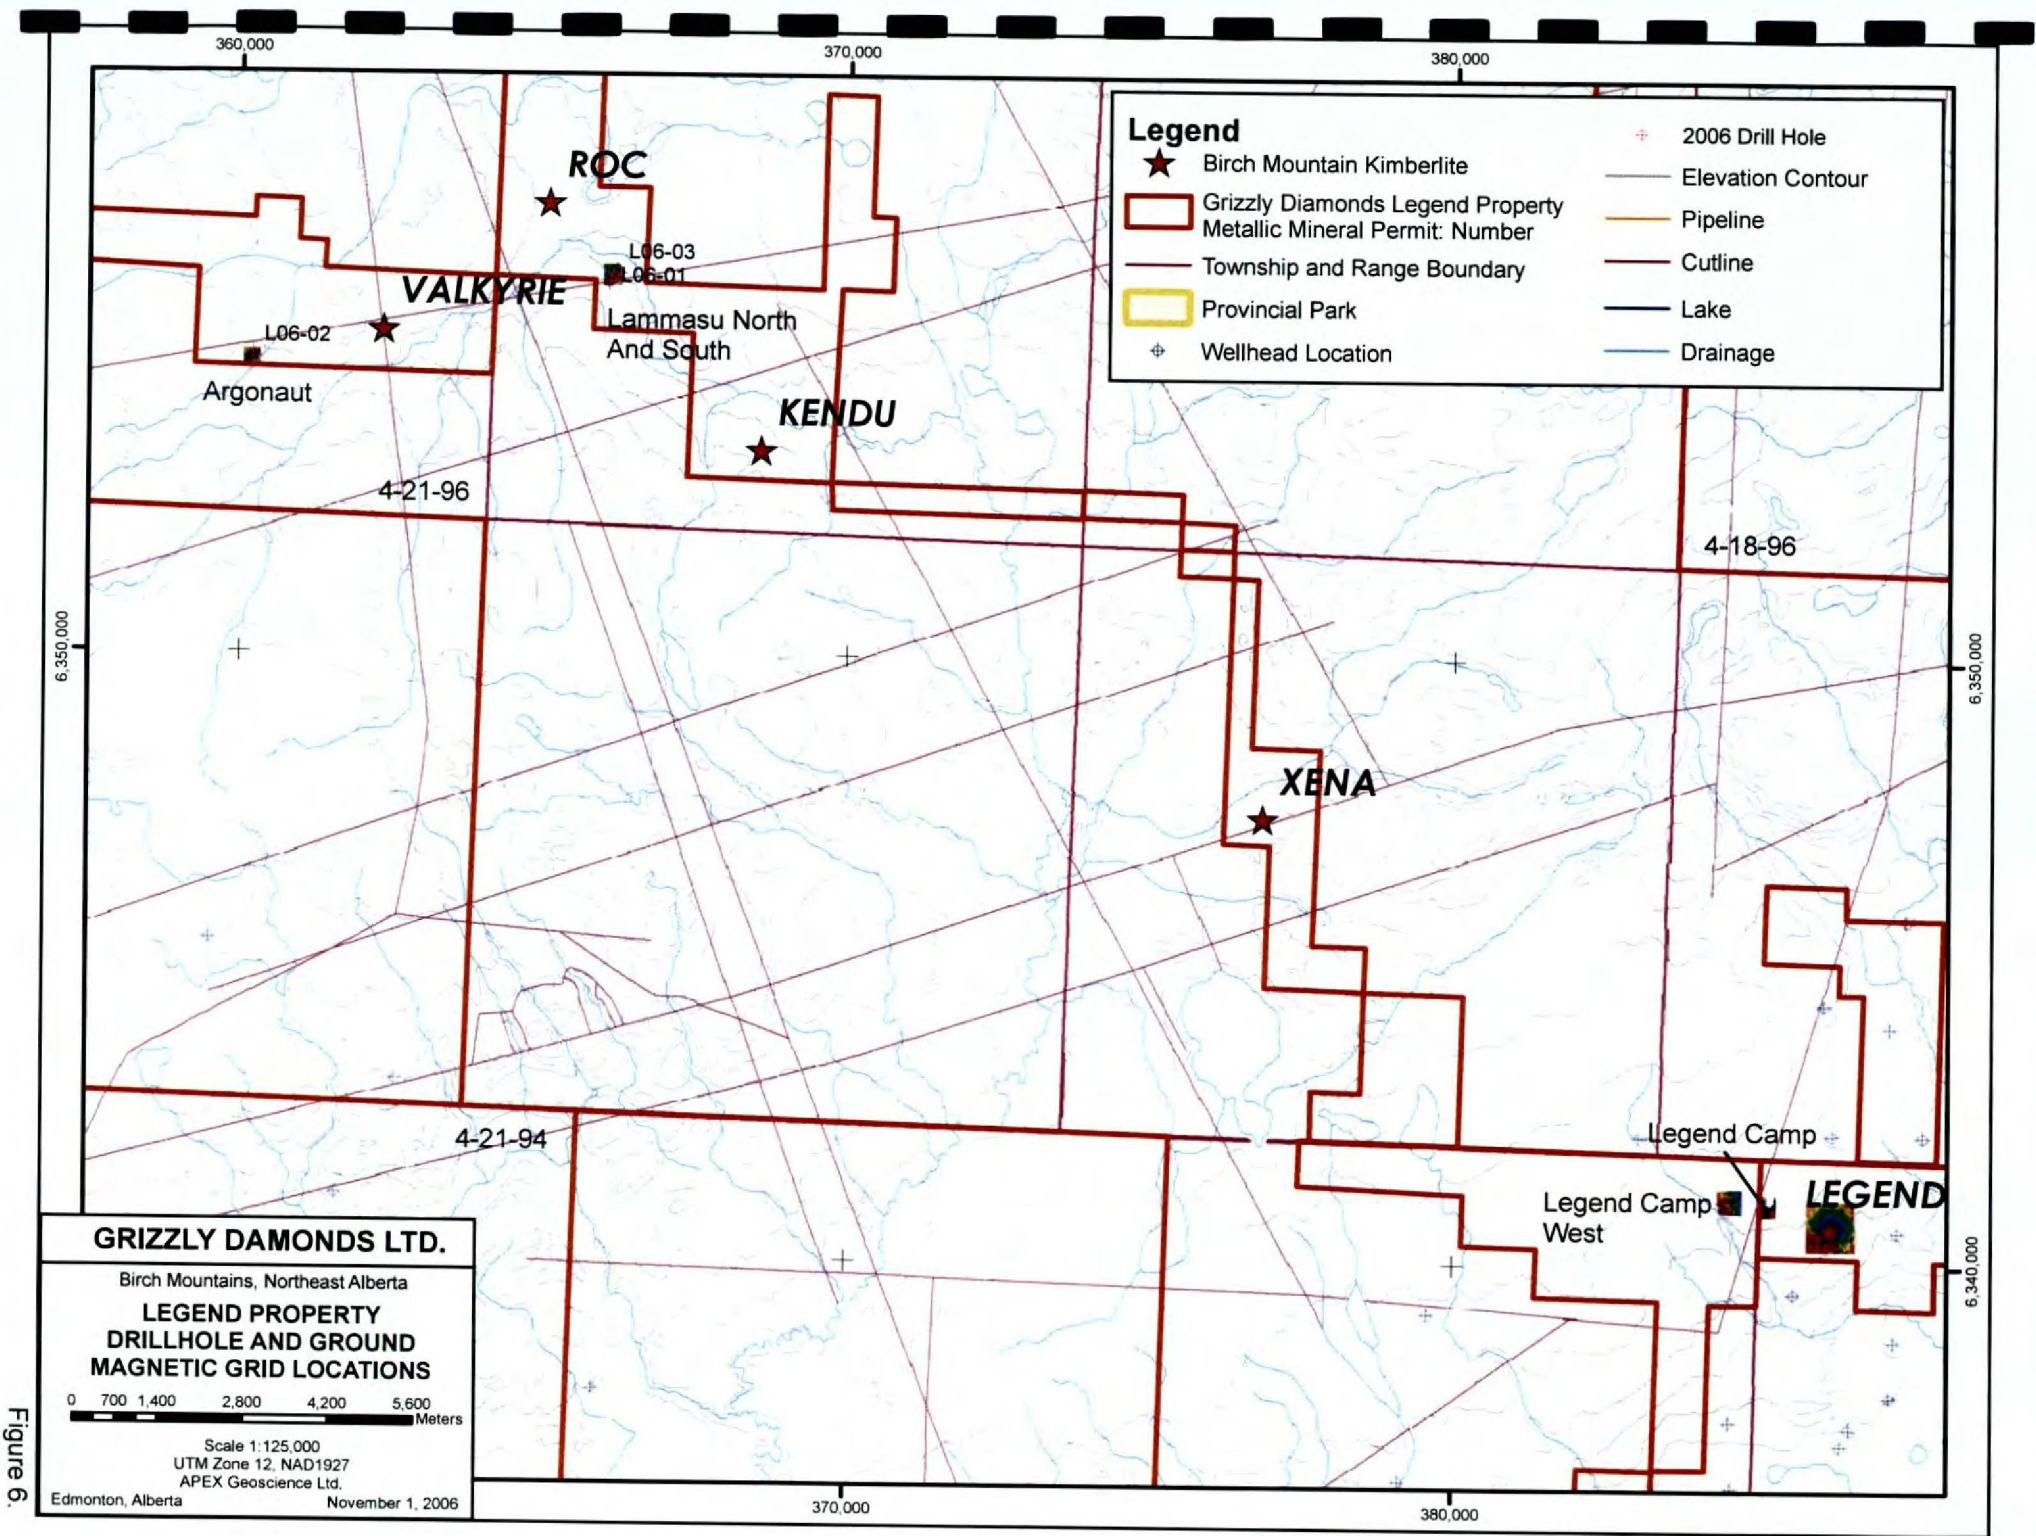 360,000
370,000
380,000
Legend
Birch Mountain Kimberlite
Grizzly Diamonds Legend Property
Metallic Mineral Permit: Number
Township and Range Boundary
Provincial Park
Wellhead Location
2006 Drill Hole
Elevation Contour
Pipeline
Cutline
Lake
Drainage
ROC
L06-03
L06-01
VALKYRIE
Lammasu North
And South
L06-02
Argonaut
KENDU
4-21-96
4-18-96
6,350,000
6,350,000
XENA
4-21-94
Legend Camp
Legend Camp
West
LEGEND
6,340,000
GRIZZLY DAMONDS LTD.
Birch Mountains, Northeast Alberta
LEGEND PROPERTY
DRILLHOLE AND GROUND
MAGNETIC GRID LOCATIONS
0 700 1,400 2,800 4,200 5,600
Meters
Scale 1:125,000
UTM Zone 12, NAD1927
APEX Geoscience Ltd.
Edmonton, Alberta November 1, 2006
370,000
380,000
Figure 6.